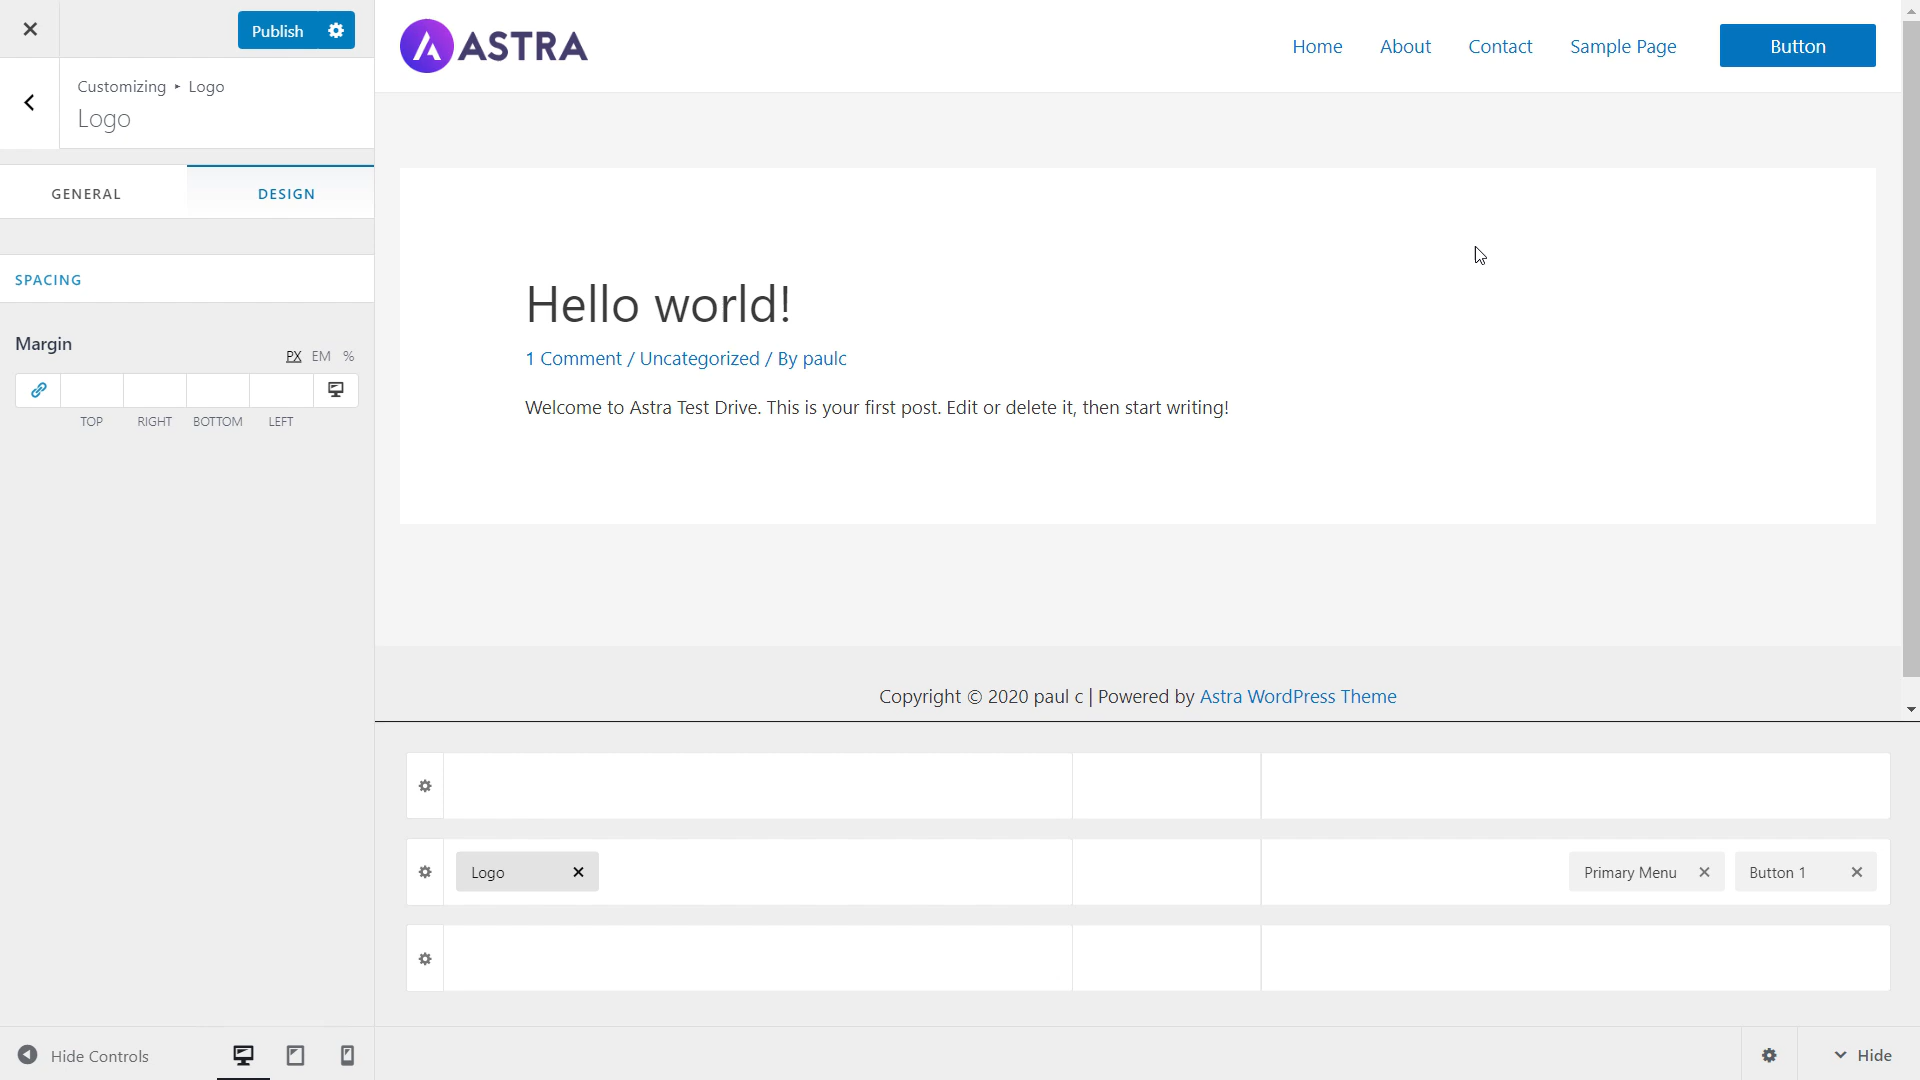 Publish
Customizing ▸ Logo
Logo
GENERAL
DESIGN
SPACING
Margin
PX EM %
TOP RIGHT BOTTOM LEFT
Hide Controls
ASTRA
Home About Contact Sample Page Button
Hello world!
1 Comment / Uncategorized / By paulc
Welcome to Astra Test Drive. This is your first post. Edit or delete it, then start writing!
Copyright © 2020 paul c | Powered by Astra WordPress Theme
Logo
Primary Menu
Button 1
Hide